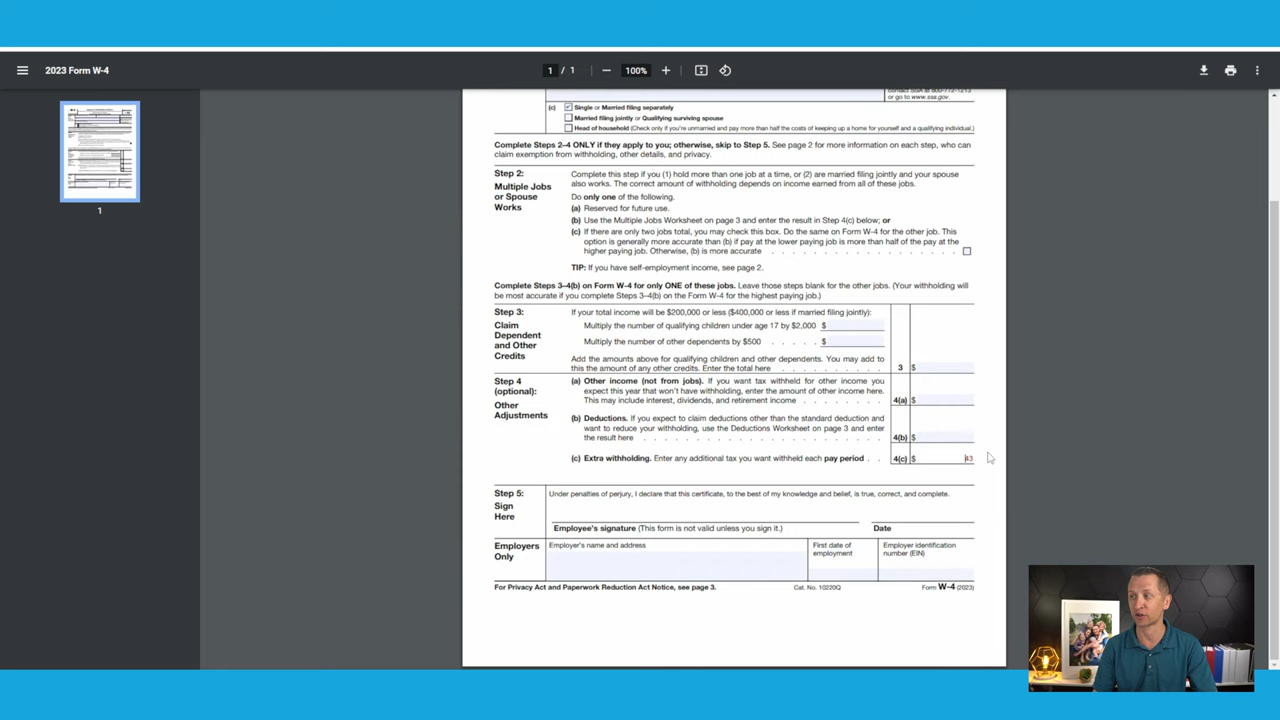 2023 Form W-4
1 / 1
100%
1
contact SSA at 800-772-1213
or go to www.ssa.gov.
(c) Single or Married filing separately
Married filing jointly or Qualifying surviving spouse
Head of household (Check only if you're unmarried and pay more than half the costs of keeping up a home for yourself and a qualifying individual.)
Complete Steps 2–4 ONLY if they apply to you; otherwise, skip to Step 5. See page 2 for more information on each step, who can
claim exemption from withholding, other details, and privacy.
Step 2:
Multiple Jobs
or Spouse
Works
Complete this step if you (1) hold more than one job at a time, or (2) are married filing jointly and your spouse
also works. The correct amount of withholding depends on income earned from all of these jobs.
Do only one of the following.
(a) Reserved for future use.
(b) Use the Multiple Jobs Worksheet on page 3 and enter the result in Step 4(c) below; or
(c) If there are only two jobs total, you may check this box. Do the same on Form W-4 for the other job. This
option is generally more accurate than (b) if pay at the lower paying job is more than half of the pay at the
higher paying job. Otherwise, (b) is more accurate . . . . . . . . . . . . . . . . . .
TIP: If you have self-employment income, see page 2.
Complete Steps 3–4(b) on Form W-4 for only ONE of these jobs. Leave those steps blank for the other jobs. (Your withholding will
be most accurate if you complete Steps 3–4(b) on the Form W-4 for the highest paying job.)
Step 3:
Claim
Dependent
and Other
Credits
If your total income will be $200,000 or less ($400,000 or less if married filing jointly):
Multiply the number of qualifying children under age 17 by $2,000 $
Multiply the number of other dependents by $500 . . . . . $
Add the amounts above for qualifying children and other dependents. You may add to
this the amount of any other credits. Enter the total here . . . . . . . . . . 3 $
Step 4
(optional):
Other
Adjustments
(a) Other income (not from jobs). If you want tax withheld for other income you
expect this year that won't have withholding, enter the amount of other income here.
This may include interest, dividends, and retirement income . . . . . . . . 4(a) $
(b) Deductions. If you expect to claim deductions other than the standard deduction and
want to reduce your withholding, use the Deductions Worksheet on page 3 and enter
the result here . . . . . . . . . . . . . . . . . . . . . 4(b) $
(c) Extra withholding. Enter any additional tax you want withheld each pay period . . 4(c) $ 43
Step 5:
Sign
Here
Under penalties of perjury, I declare that this certificate, to the best of my knowledge and belief, is true, correct, and complete.
Employee's signature (This form is not valid unless you sign it.)
Date
Employers
Only
Employer's name and address
First date of
employment
Employer identification
number (EIN)
For Privacy Act and Paperwork Reduction Act Notice, see page 3.
Cat. No. 10220Q
Form W-4 (2023)